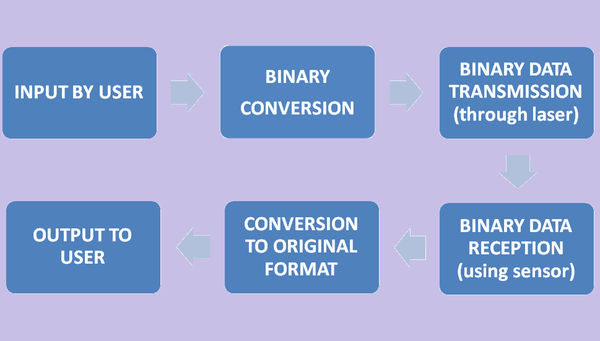 INPUT BY USER
BINARY
CONVERSION
BINARY DATA
TRANSMISSION
(through laser)
BINARY DATA
RECEPTION
(using sensor)
CONVERSION
TO ORIGINAL
FORMAT
OUTPUT TO
USER